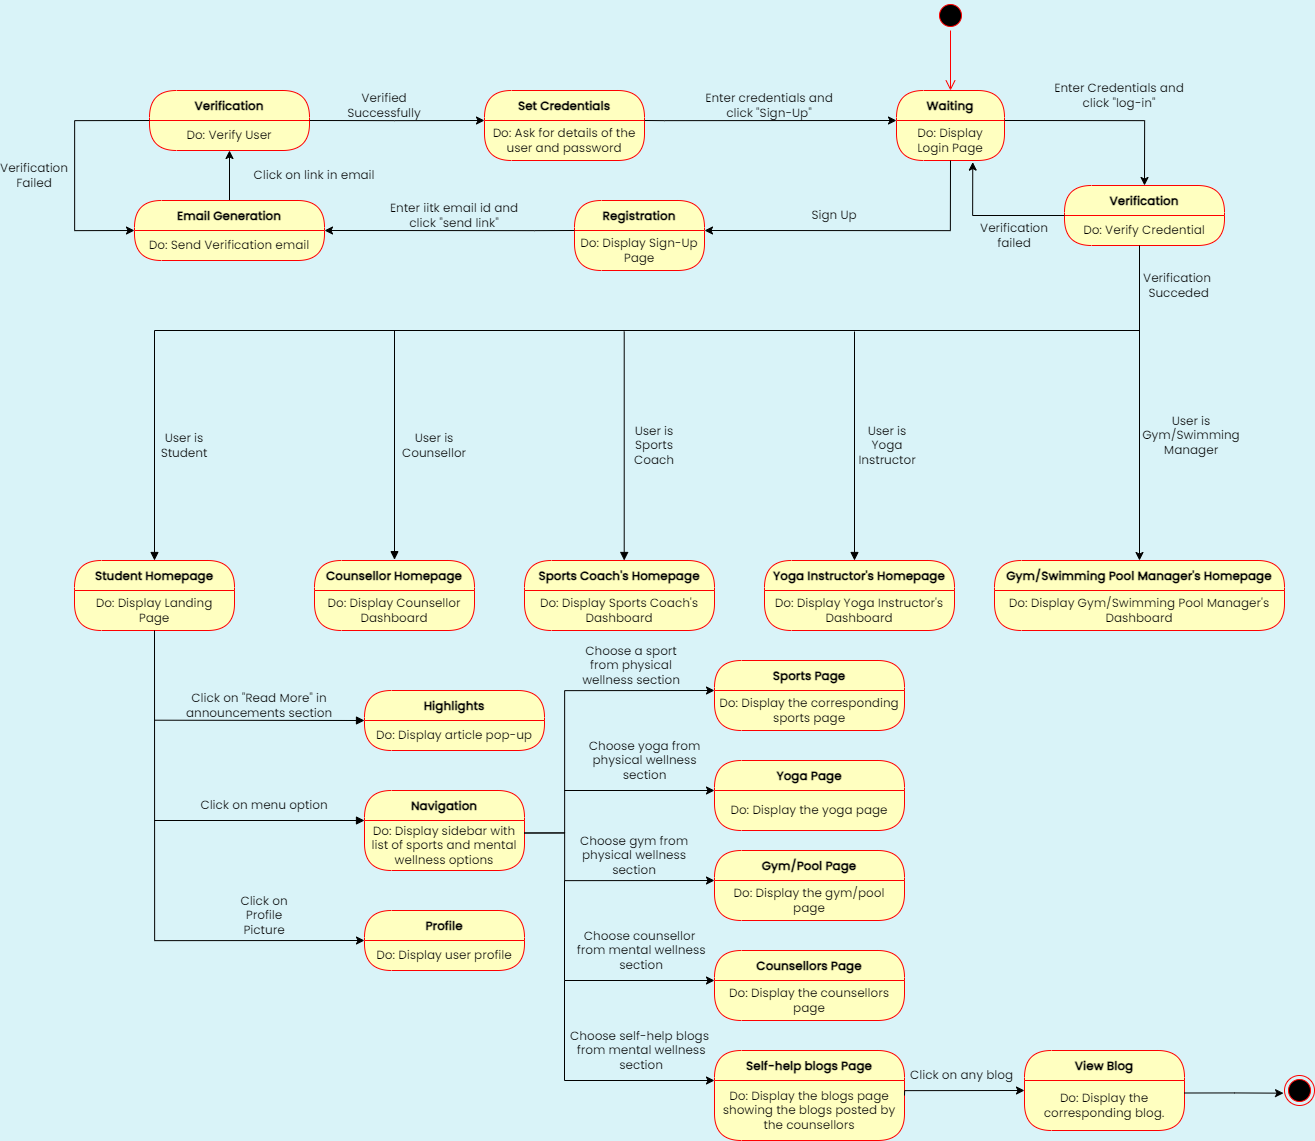 Verification
Do: Verify User
Verified
Successfully
Set Credentials
Do: Ask for details of the
user and password
Enter credentials and
click "Sign-Up"
Waiting
Do: Display
Login Page
Enter Credentials and
click "log-in"
Verification
Failed
Click on link in email
Email Generation
Do: Send Verification email
Enter iitk email id and
click "send link"
Registration
Do: Display Sign-Up
Page
Sign Up
Verification
failed
Verification
Do: Verify Credential
Verification
Succeded
User is
Student
User is
Counsellor
User is
Sports
Coach
User is
Yoga
Instructor
User is
Gym/Swimming
Manager
Student Homepage
Do: Display Landing
Page
Counsellor Homepage
Do: Display Counsellor
Dashboard
Sports Coach's Homepage
Do: Display Sports Coach's
Dashboard
Yoga Instructor's Homepage
Do: Display Yoga Instructor's
Dashboard
Gym/Swimming Pool Manager's Homepage
Do: Display Gym/Swimming Pool Manager's
Dashboard
Click on "Read More" in
announcements section
Highlights
Do: Display article pop-up
Click on menu option
Navigation
Do: Display sidebar with
list of sports and mental
wellness options
Click on
Profile
Picture
Profile
Do: Display user profile
Choose a sport
from physical
wellness section
Sports Page
Do: Display the corresponding
sports page
Choose yoga from
physical wellness
section
Yoga Page
Do: Display the yoga page
Choose gym from
physical wellness
section
Gym/Pool Page
Do: Display the gym/pool
page
Choose counsellor
from mental wellness
section
Counsellors Page
Do: Display the counsellors
page
Choose self-help blogs
from mental wellness
section
Self-help blogs Page
Do: Display the blogs page
showing the blogs posted by
the counsellors
Click on any blog
View Blog
Do: Display the
corresponding blog.